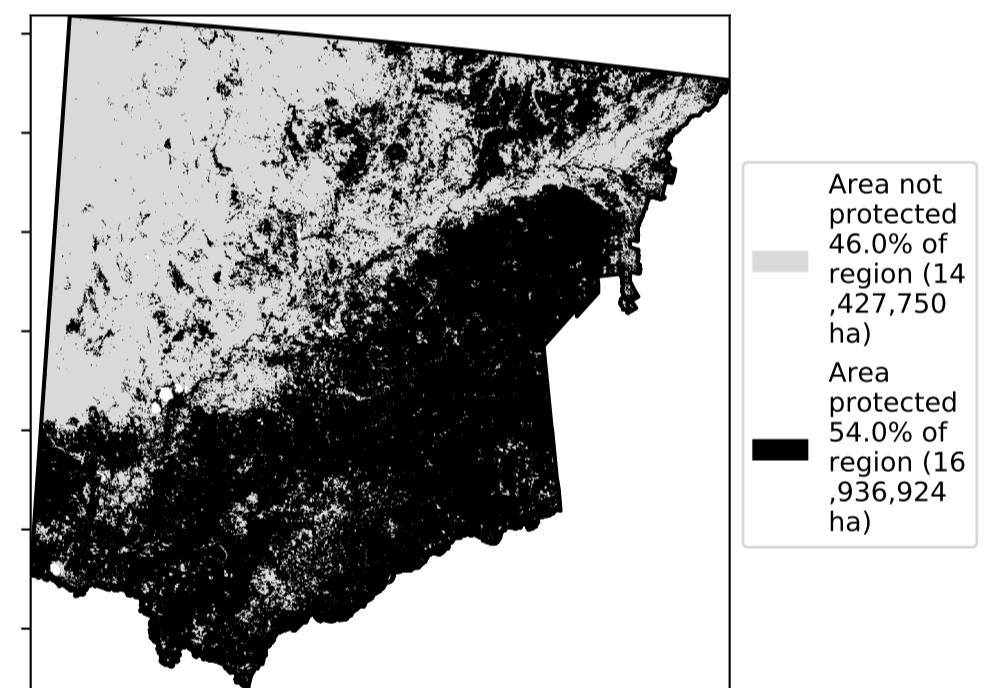 Area not
protected
46.0% of
region (14
,427,750
ha)
Area
protected
54.0% of
region (16
,936,924
ha)